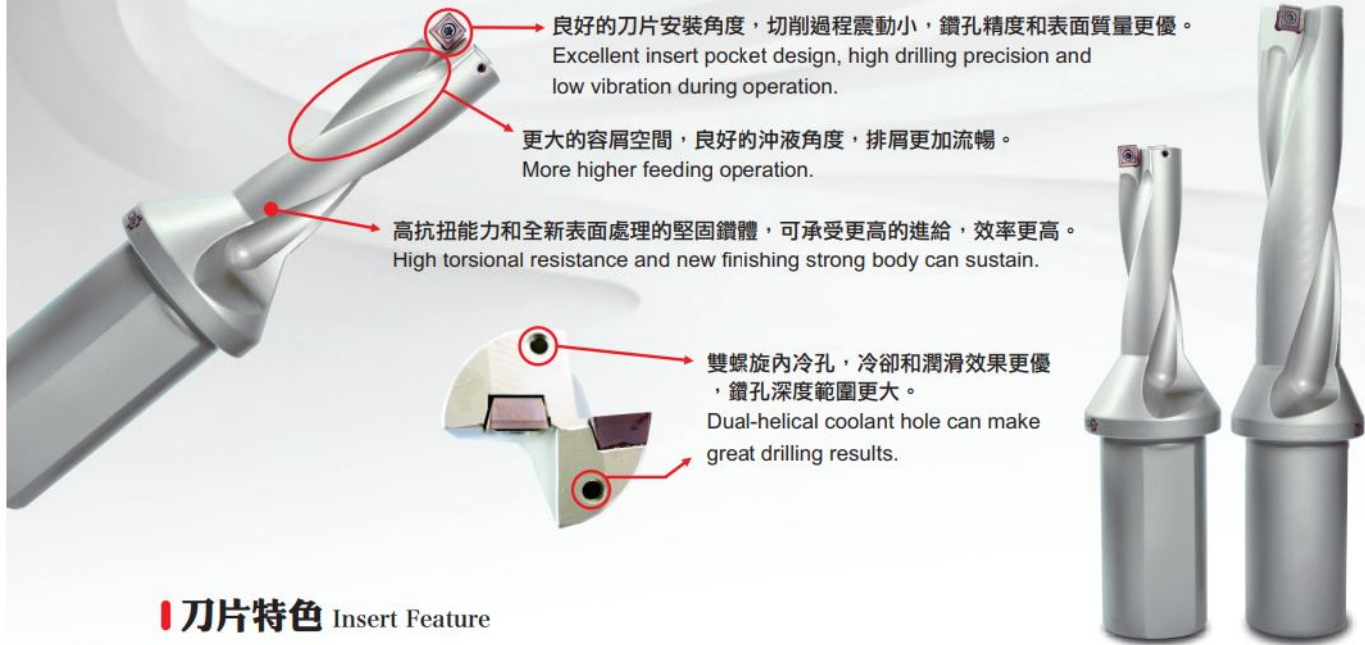 良好的刀片安裝角度，切削過程震動小，鑽孔精度和表面質量更優。
Excellent insert pocket design, high drilling precision and
low vibration during operation.
更大的容屑空間，良好的沖液角度，排屑更加流暢。
More higher feeding operation.
高抗扭能力和全新表面處理的堅固鑽體，可承受更高的進給，效率更高。
High torsional resistance and new finishing strong body can sustain.
雙螺旋內冷孔，冷卻和潤滑效果更優
，鑽孔深度範圍更大。
Dual-helical coolant hole can make
great drilling results.
刀片特色 Insert Feature